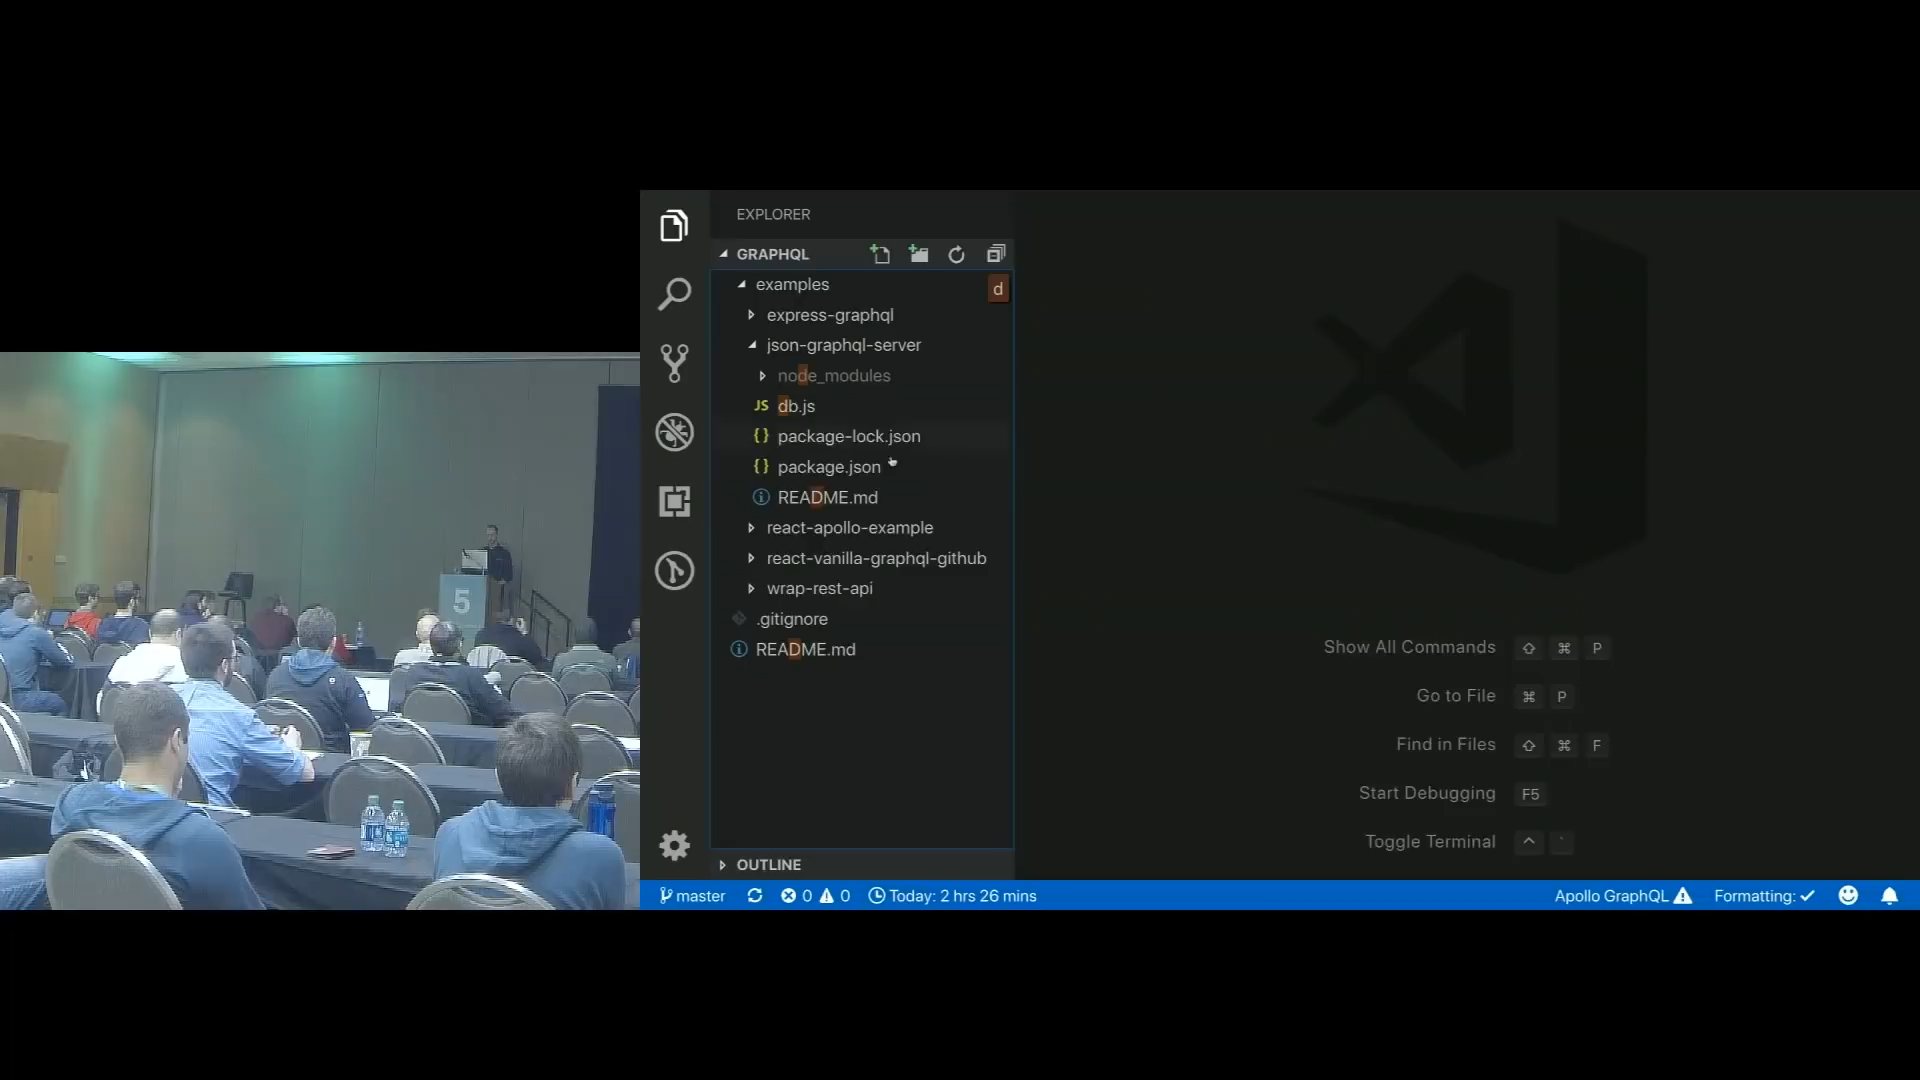 5
EXPLORER
GRAPHQL
examples
d
express-graphql
json-graphql-server
node_modules
JS db.js
{} package-lock.json
{} package.json
README.md
react-apollo-example
react-vanilla-graphql-github
wrap-rest-api
.gitignore
README.md
OUTLINE
Show All Commands ⇧ ⌘ P
Go to File ⌘ P
Find in Files ⇧ ⌘ F
Start Debugging F5
Toggle Terminal ^ `
master 0 0 Today: 2 hrs 26 mins Apollo GraphQL Formatting: ✓